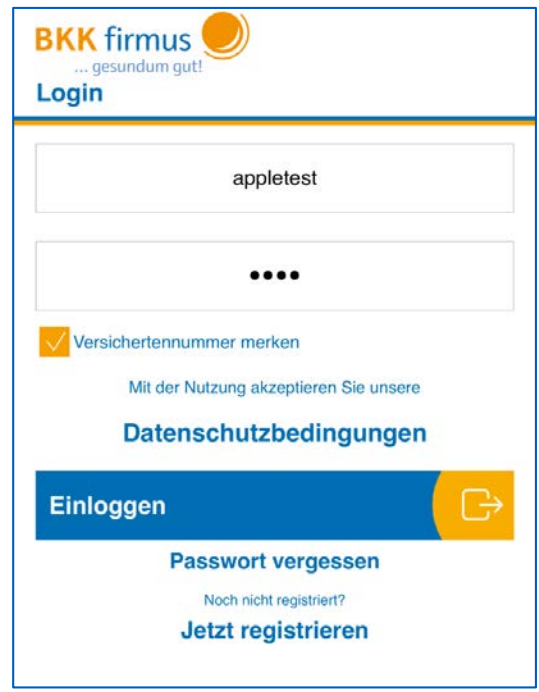 BKK firmus
... gesundum gut!
Login
appletest
••••
Versichertennummer merken
Mit der Nutzung akzeptieren Sie unsere
Datenschutzbedingungen
Einloggen
Passwort vergessen
Noch nicht registriert?
Jetzt registrieren